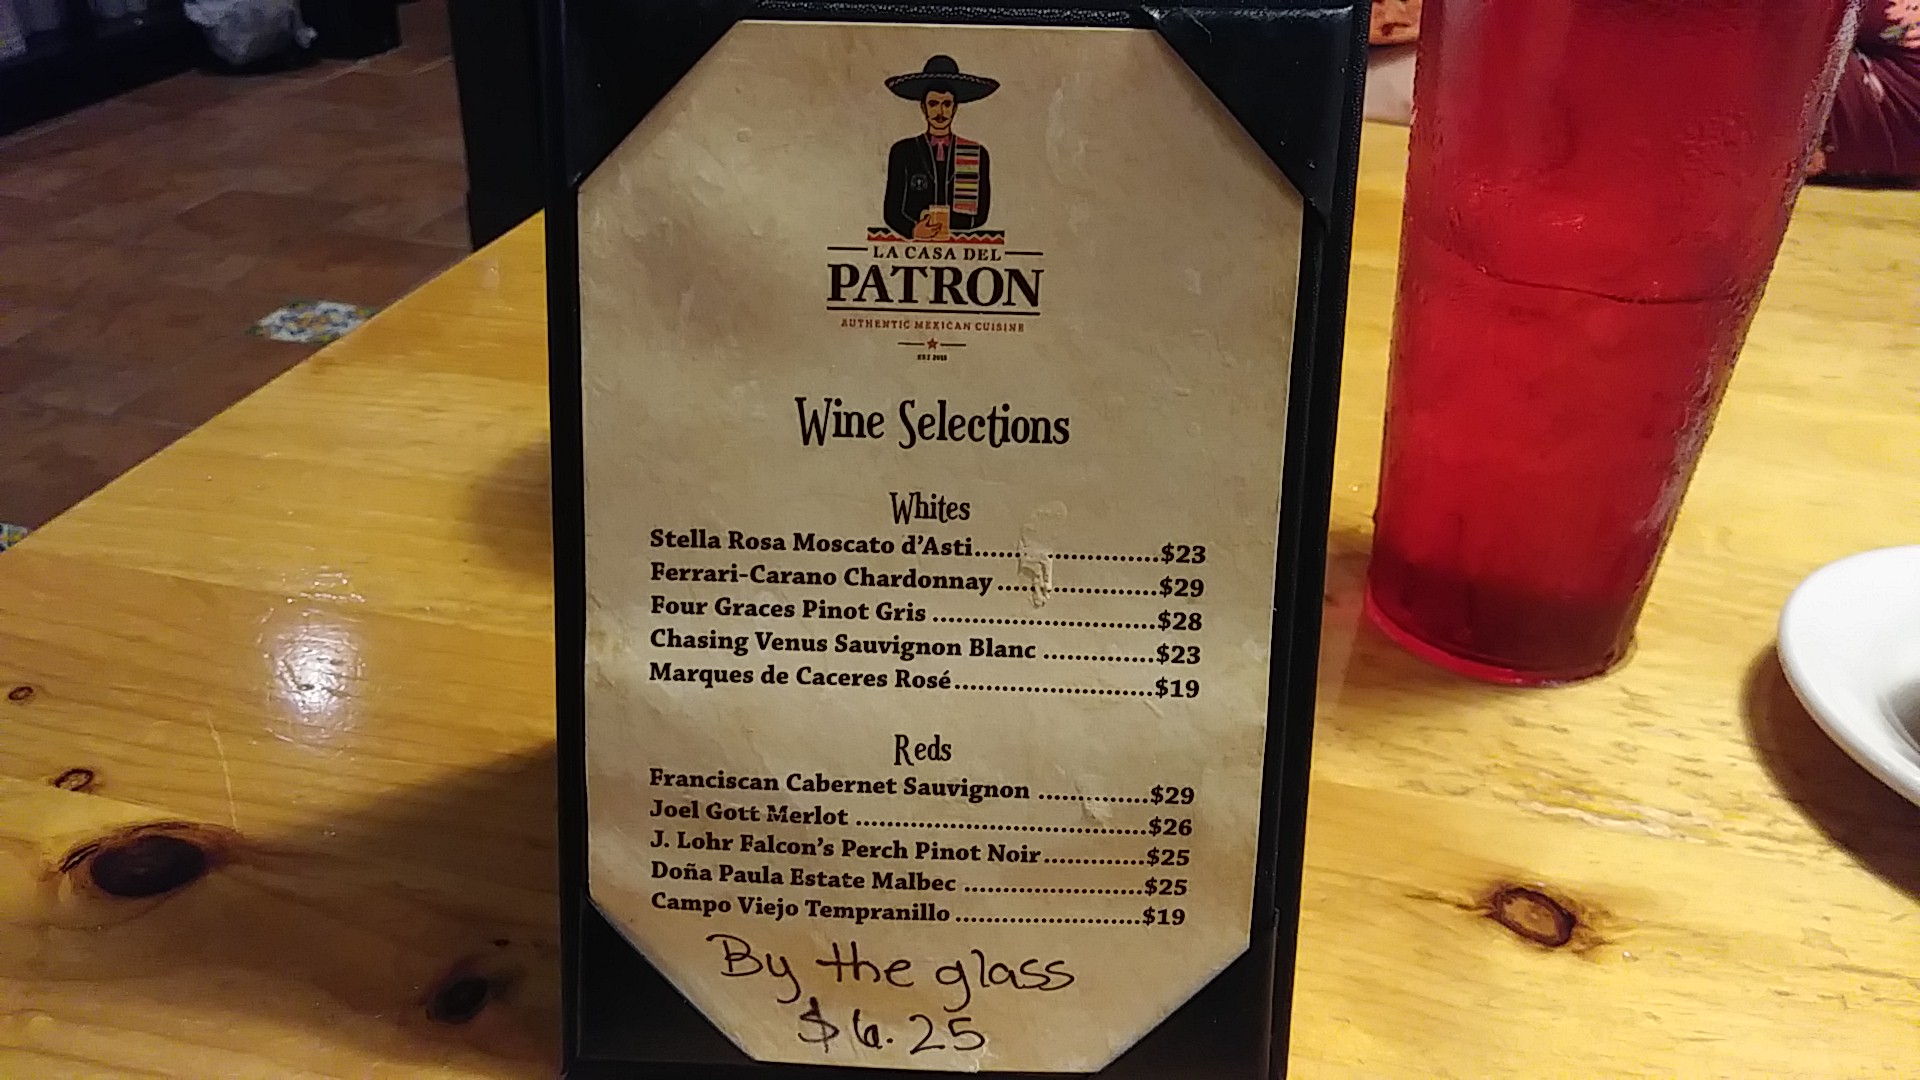 LA CASA DEL
PATRON
AUTHENTIC MEXICAN CUISINE
Wine Selections
Whites
Stella Rosa Moscato d'Asti.....................$23
Ferrari-Carano Chardonnay.....................$29
Four Graces Pinot Gris..............................$28
Chasing Venus Sauvignon Blanc..............$23
Marques de Caceres Rosé.........................$19
Reds
Franciscan Cabernet Sauvignon..............$29
Joel Gott Merlot......................................$26
J. Lohr Falcon's Perch Pinot Noir.............$25
Doña Paula Estate Malbec.......................$25
Campo Viejo Tempranillo........................$19
By the glass
$6.25